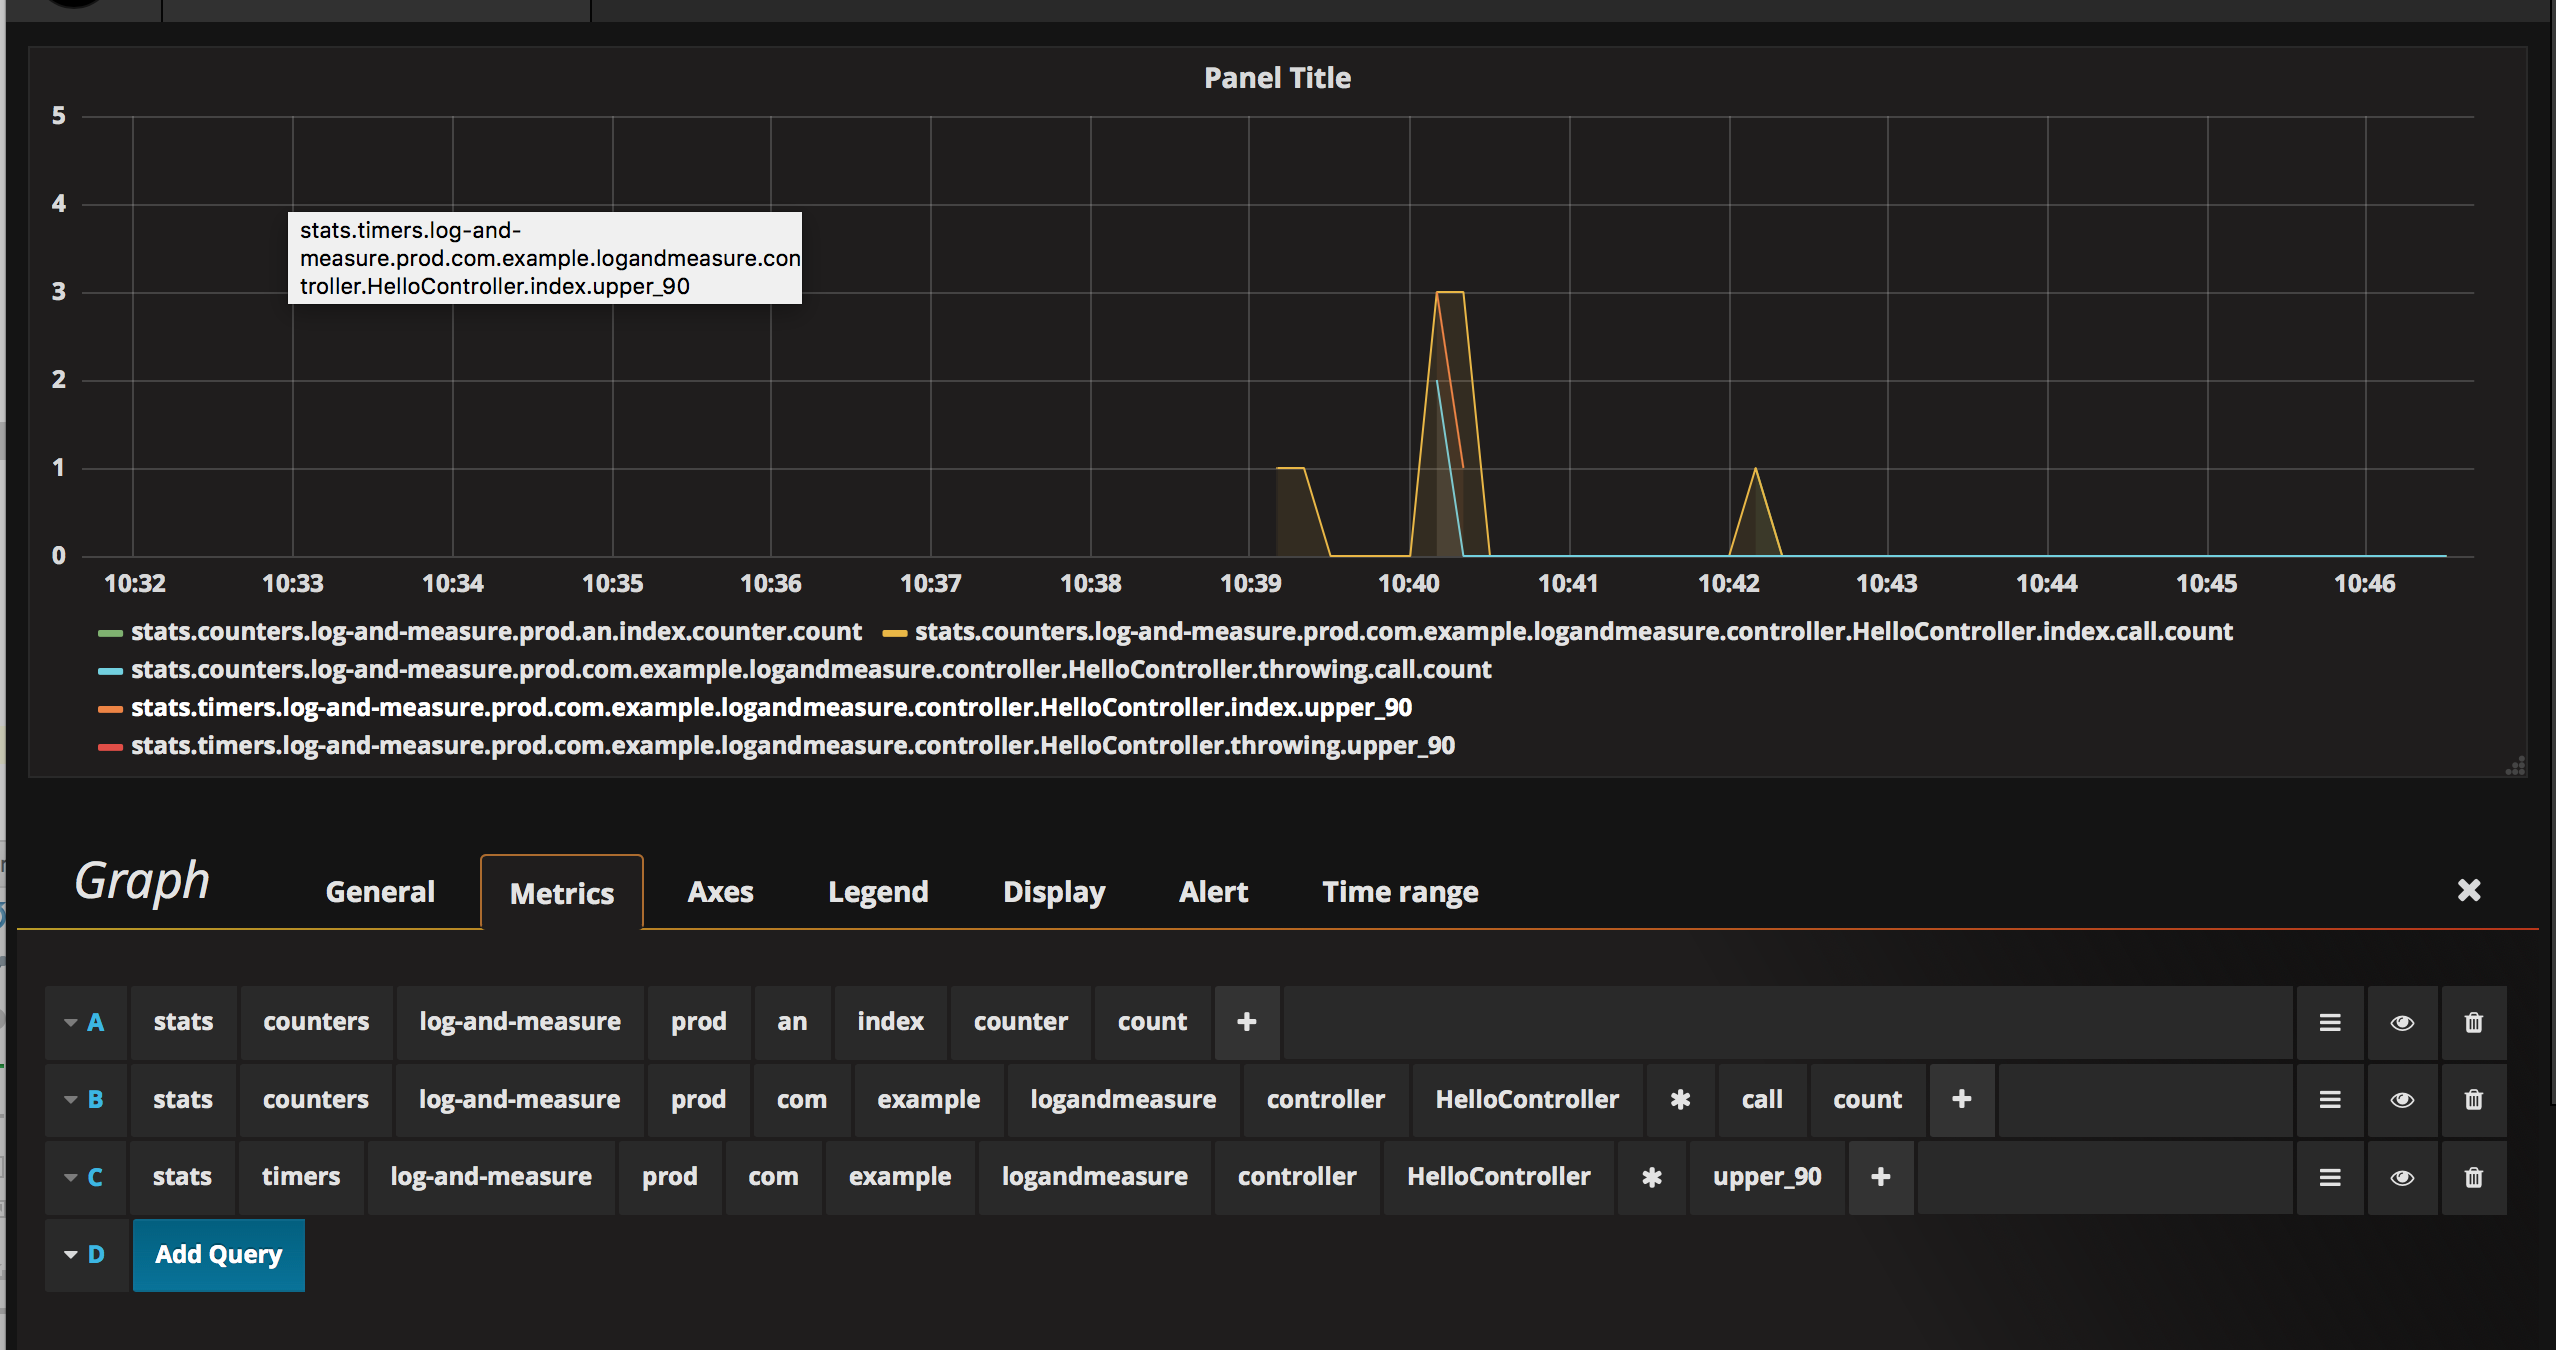 Panel Title
5
4
3
2
1
0
stats.timers.log-and-
measure.prod.com.example.logandmeasure.con
troller.HelloController.index.upper_90
10:32 10:33 10:34 10:35 10:36 10:37 10:38 10:39 10:40 10:41 10:42 10:43 10:44 10:45 10:46
stats.counters.log-and-measure.prod.an.index.counter.count stats.counters.log-and-measure.prod.com.example.logandmeasure.controller.HelloController.index.call.count
stats.counters.log-and-measure.prod.com.example.logandmeasure.controller.HelloController.throwing.call.count
stats.timers.log-and-measure.prod.com.example.logandmeasure.controller.HelloController.index.upper_90
stats.timers.log-and-measure.prod.com.example.logandmeasure.controller.HelloController.throwing.upper_90
Graph General Metrics Axes Legend Display Alert Time range
A stats counters log-and-measure prod an index counter count +
B stats counters log-and-measure prod com example logandmeasure controller HelloController * call count +
C stats timers log-and-measure prod com example logandmeasure controller HelloController * upper_90 +
D Add Query